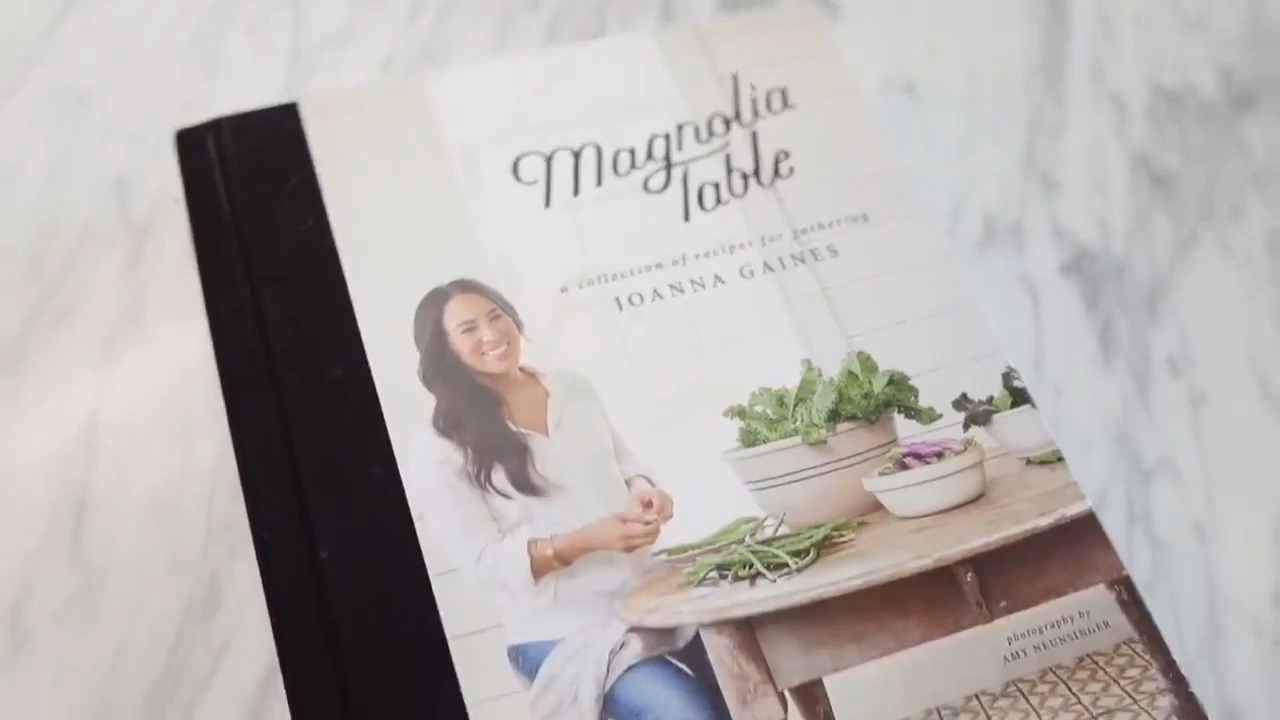 Magnolia
Table
a collection of recipes for gathering
JOANNA GAINES
photography by
AMY NEUNSINGER